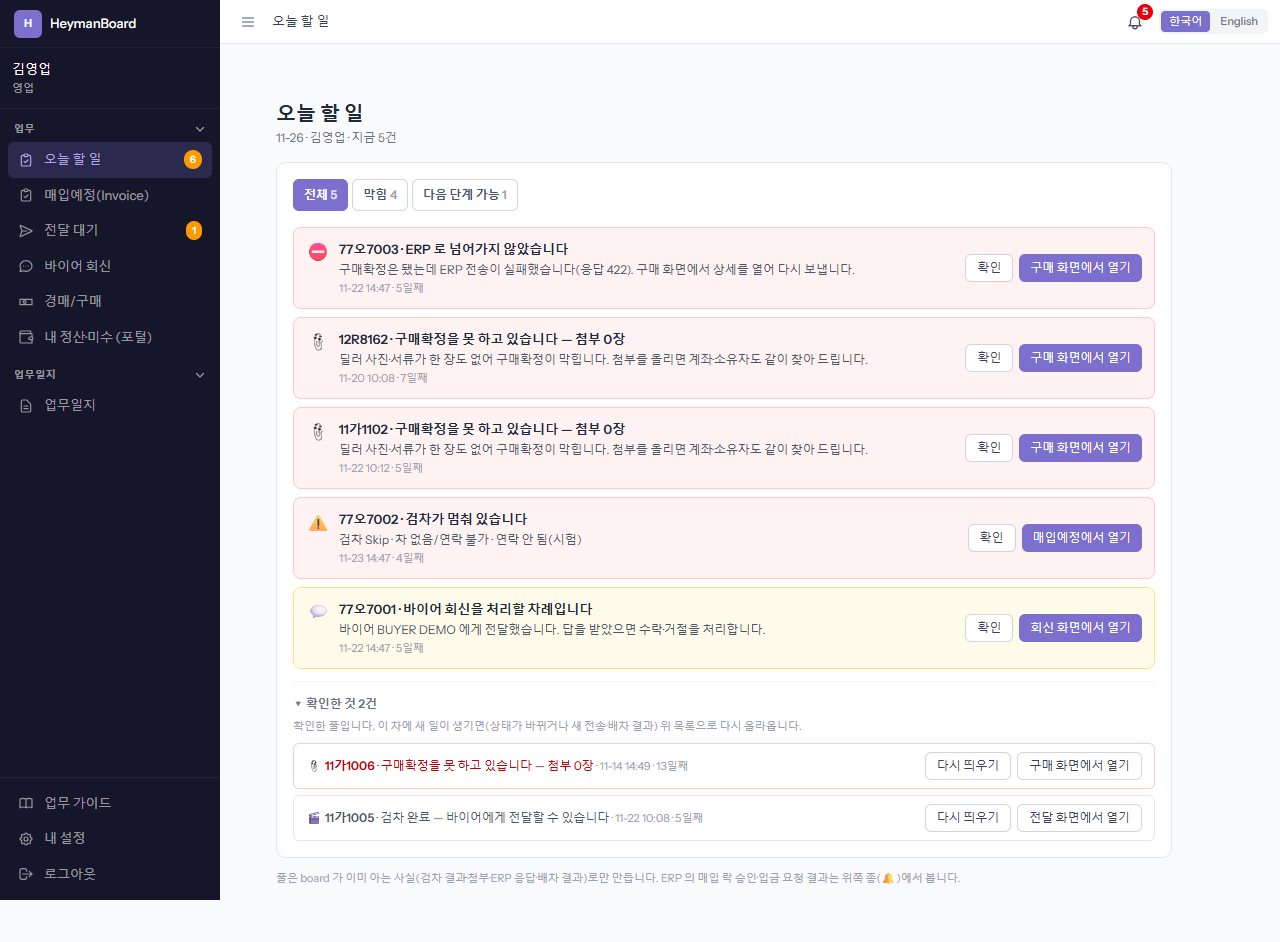 H HeymanBoard
김영업
영업
업무
오늘 할 일 6
매입예정(Invoice)
전달 대기 1
바이어 회신
경매/구매
내 정산·미수 (포털)
업무일지
업무일지
업무 가이드
내 설정
로그아웃
오늘 할 일
5
한국어 English
오늘 할 일
11-26 · 김영업 · 지금 5건
전체 5 막힘 4 다음 단계 가능 1
77오7003 · ERP 로 넘어가지 않았습니다
구매확정은 됐는데 ERP 전송이 실패했습니다(응답 422). 구매 화면에서 상세를 열어 다시 보냅니다.
11-22 14:47 · 5일째
확인 구매 화면에서 열기
12R8162 · 구매확정을 못 하고 있습니다 — 첨부 0장
딜러 사진·서류가 한 장도 없어 구매확정이 막힙니다. 첨부를 올리면 계좌·소유자도 같이 찾아 드립니다.
11-20 10:08 · 7일째
확인 구매 화면에서 열기
11가1102 · 구매확정을 못 하고 있습니다 — 첨부 0장
딜러 사진·서류가 한 장도 없어 구매확정이 막힙니다. 첨부를 올리면 계좌·소유자도 같이 찾아 드립니다.
11-22 10:12 · 5일째
확인 구매 화면에서 열기
77오7002 · 검차가 멈춰 있습니다
검차 Skip · 차 없음/연락 불가 · 연락 안 됨(시험)
11-23 14:47 · 4일째
확인 매입예정에서 열기
77오7001 · 바이어 회신을 처리할 차례입니다
바이어 BUYER DEMO 에게 전달했습니다. 답을 받았으면 수락·거절을 처리합니다.
11-22 14:47 · 5일째
확인 회신 화면에서 열기
▾ 확인한 것 2건
확인한 풀입니다. 이 차에 새 일이 생기면(상태가 바뀌거나 새 전송·배차 결과) 위 목록으로 다시 올라옵니다.
11가1006 · 구매확정을 못 하고 있습니다 — 첨부 0장 · 11-14 14:49 · 13일째
다시 띄우기 구매 화면에서 열기
11가1005 · 검차 완료 — 바이어에게 전달할 수 있습니다 · 11-22 10:08 · 5일째
다시 띄우기 전달 화면에서 열기
풀은 board 가 이미 아는 사실(검차 결과·첨부·ERP 응답·배차 결과)로만 만듭니다. ERP 의 매입 락 승인·입금 요청 결과는 위쪽 종(🔔)에서 봅니다.